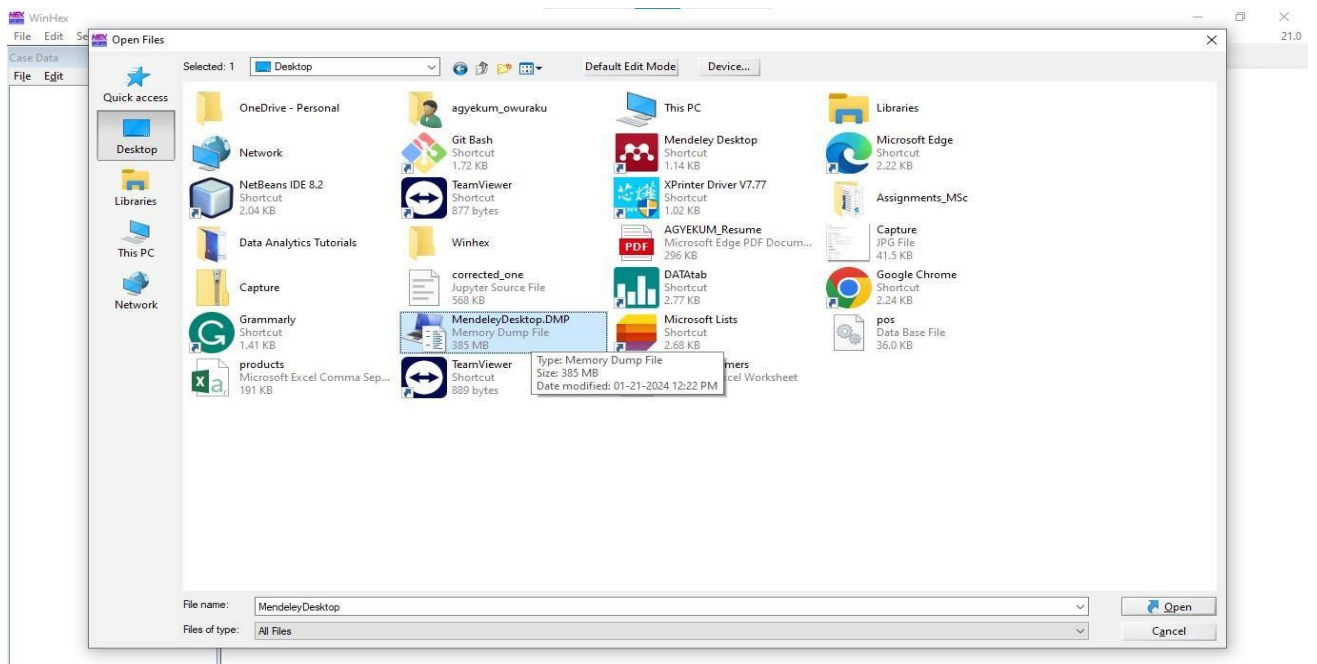 WinHex
File Edit Se
21.0
Case Data
File Edit
Open Files
Selected: 1
Desktop
Default Edit Mode
Device...
Quick access
Desktop
Libraries
This PC
Network
OneDrive - Personal
agyekum_owuraku
This PC
Libraries
Network
Git Bash
Shortcut
1.72 KB
Mendeley Desktop
Shortcut
1.14 KB
Microsoft Edge
Shortcut
2.22 KB
NetBeans IDE 8.2
Shortcut
2.04 KB
TeamViewer
Shortcut
877 bytes
XPrinter Driver V7.77
Shortcut
1.02 KB
Assignments_MSc
Data Analytics Tutorials
Winhex
PDF
AGYEKUM_Resume
Microsoft Edge PDF Docum...
296 KB
Capture
JPG File
41.5 KB
Capture
corrected_one
Jupyter Source File
568 KB
DATAtab
Shortcut
2.77 KB
Google Chrome
Shortcut
2.24 KB
Grammarly
Shortcut
1.41 KB
MendeleyDesktop.DMP
Memory Dump File
385 MB
Microsoft Lists
Shortcut
2.68 KB
pos
Data Base File
36.0 KB
products
Microsoft Excel Comma Sep...
191 KB
TeamViewer
Shortcut
889 bytes
mers
cel Worksheet
Type: Memory Dump File
Size: 385 MB
Date modified: 01-21-2024 12:22 PM
File name:
MendeleyDesktop
Open
Files of type:
All Files
Cancel